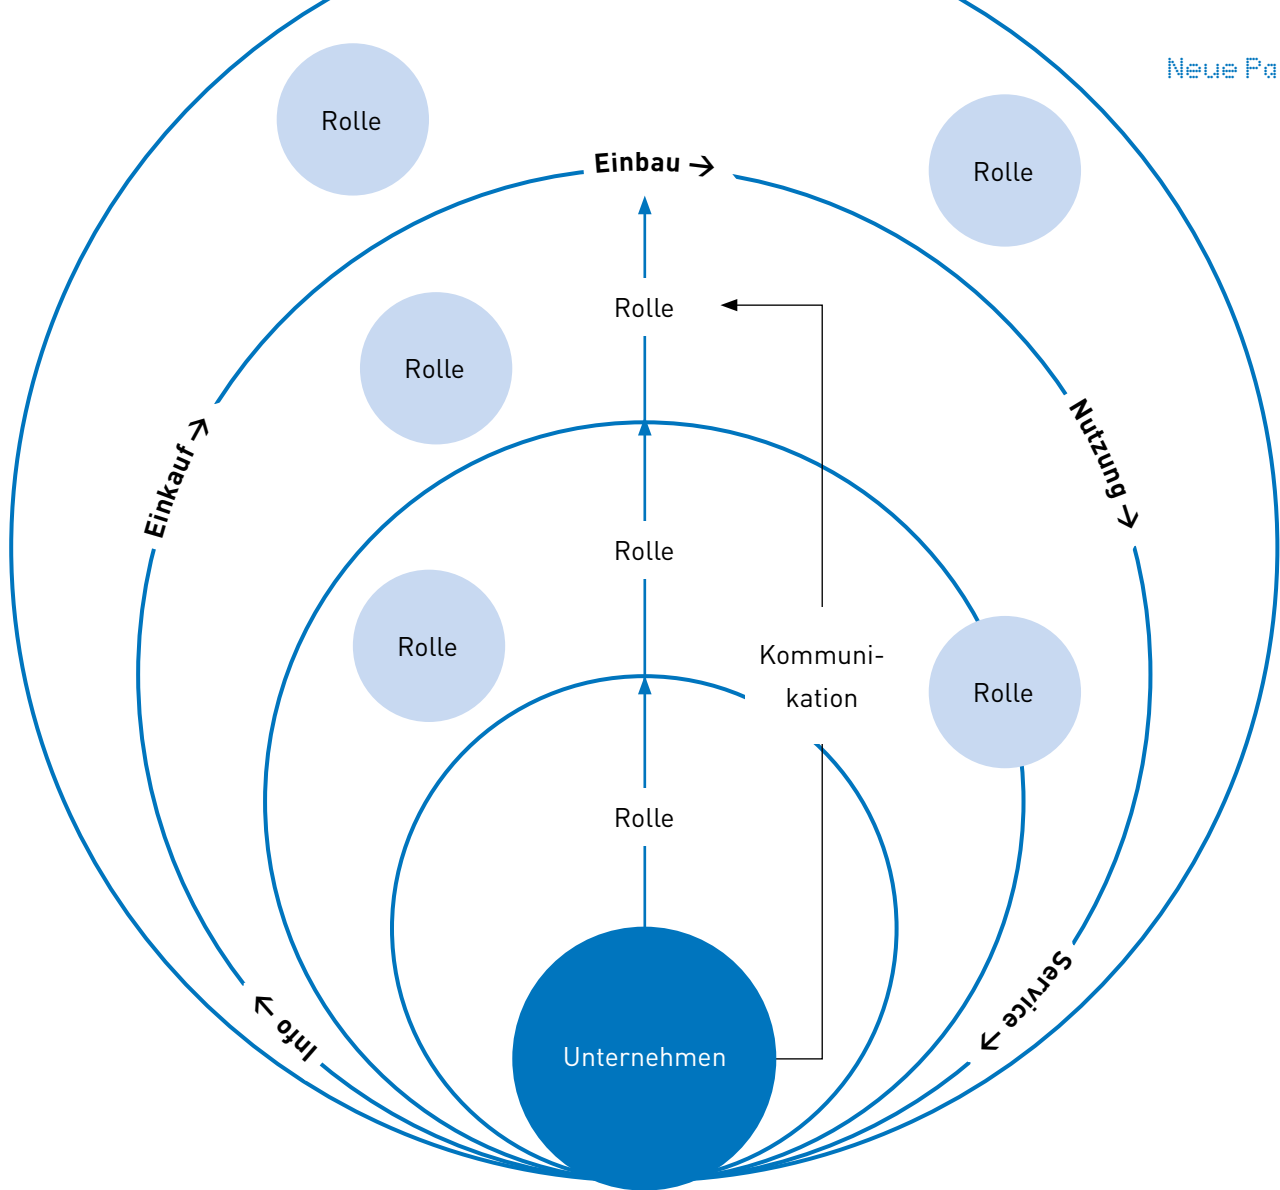 Neue Pa
Rolle
Einbau →
Rolle
Rolle
Rolle
Einkauf →
Nutzung →
Rolle
Rolle
Kommuni-
kation
Rolle
Rolle
Service →
Info →
Unternehmen